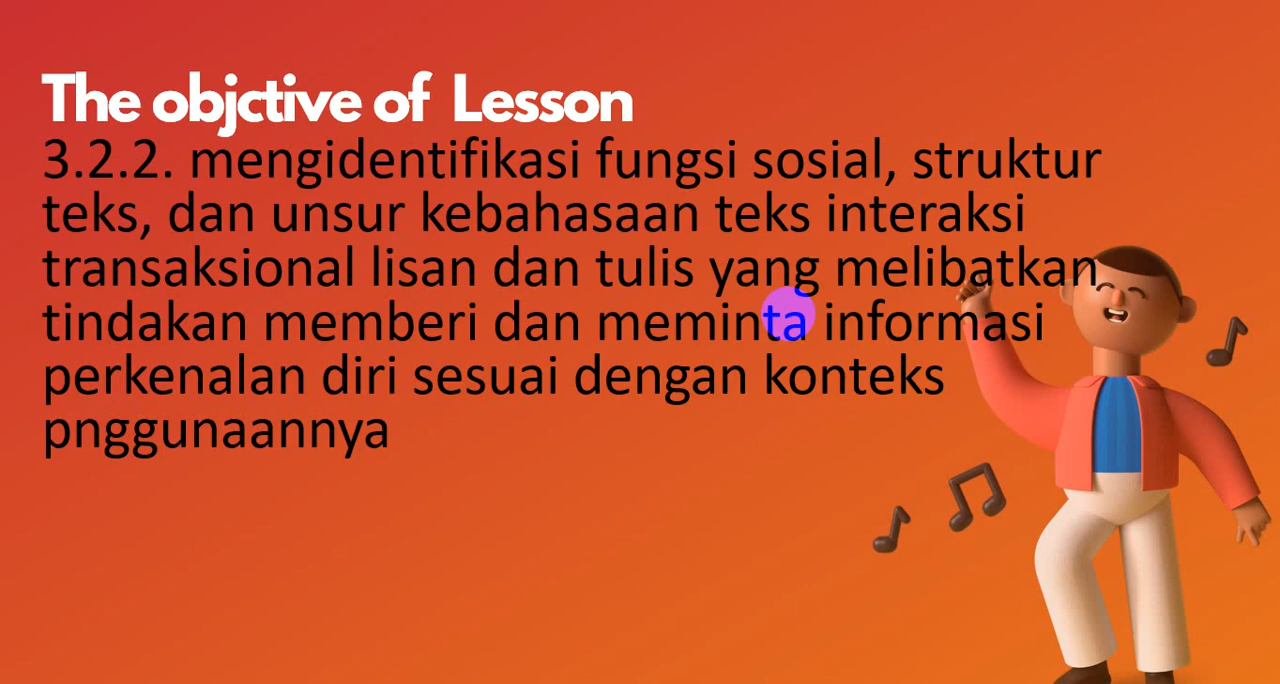 The objctive of Lesson
3.2.2. mengidentifikasi fungsi sosial, struktur
teks, dan unsur kebahasaan teks interaksi
transaksional lisan dan tulis yang melibatkan
tindakan memberi dan meminta informasi
perkenalan diri sesuai dengan konteks
pnggunaannya